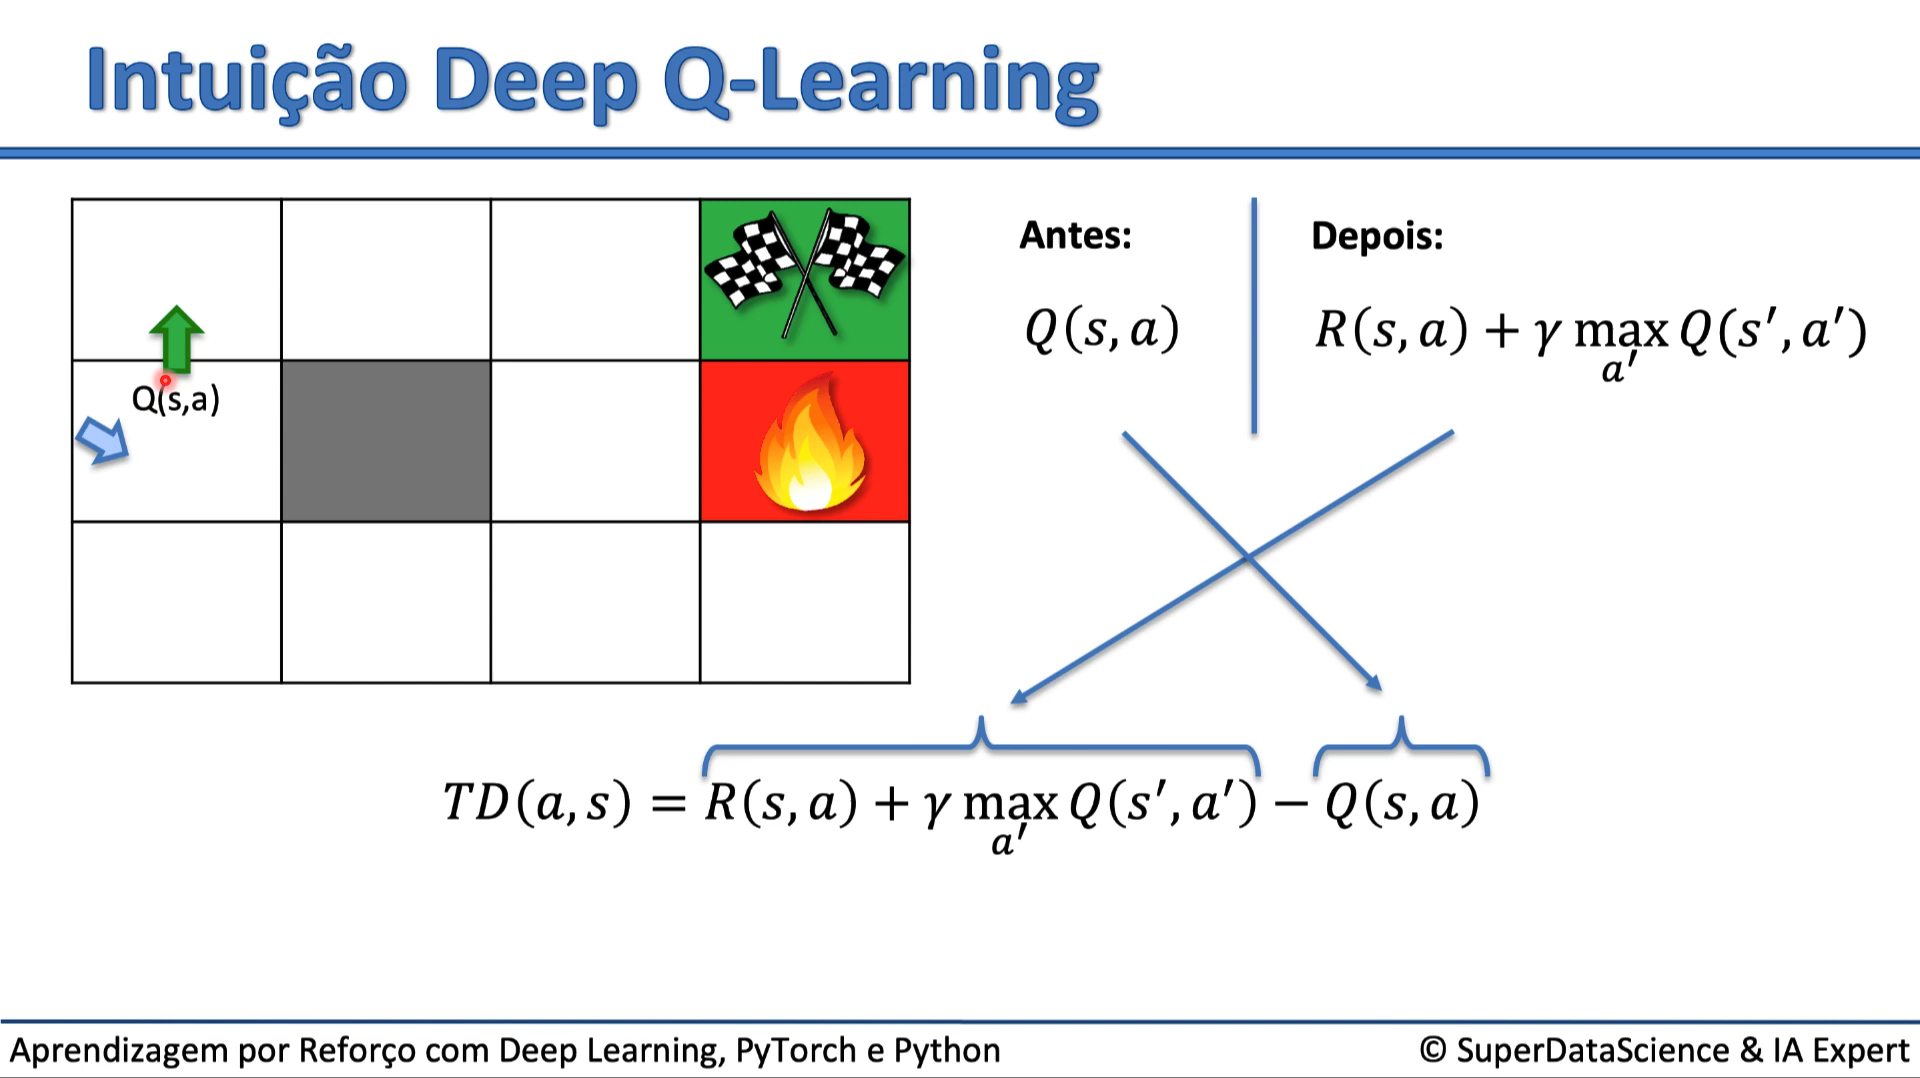 Intuição Deep Q-Learning
Q(s,a)
Antes:
Depois:
Q(s, a)
R(s, a) + γ max Q(s′, a′)
a′
TD(a, s) = R(s, a) + γ max Q(s′, a′) − Q(s, a)
a′
Aprendizagem por Reforço com Deep Learning, PyTorch e Python
© SuperDataScience & IA Expert